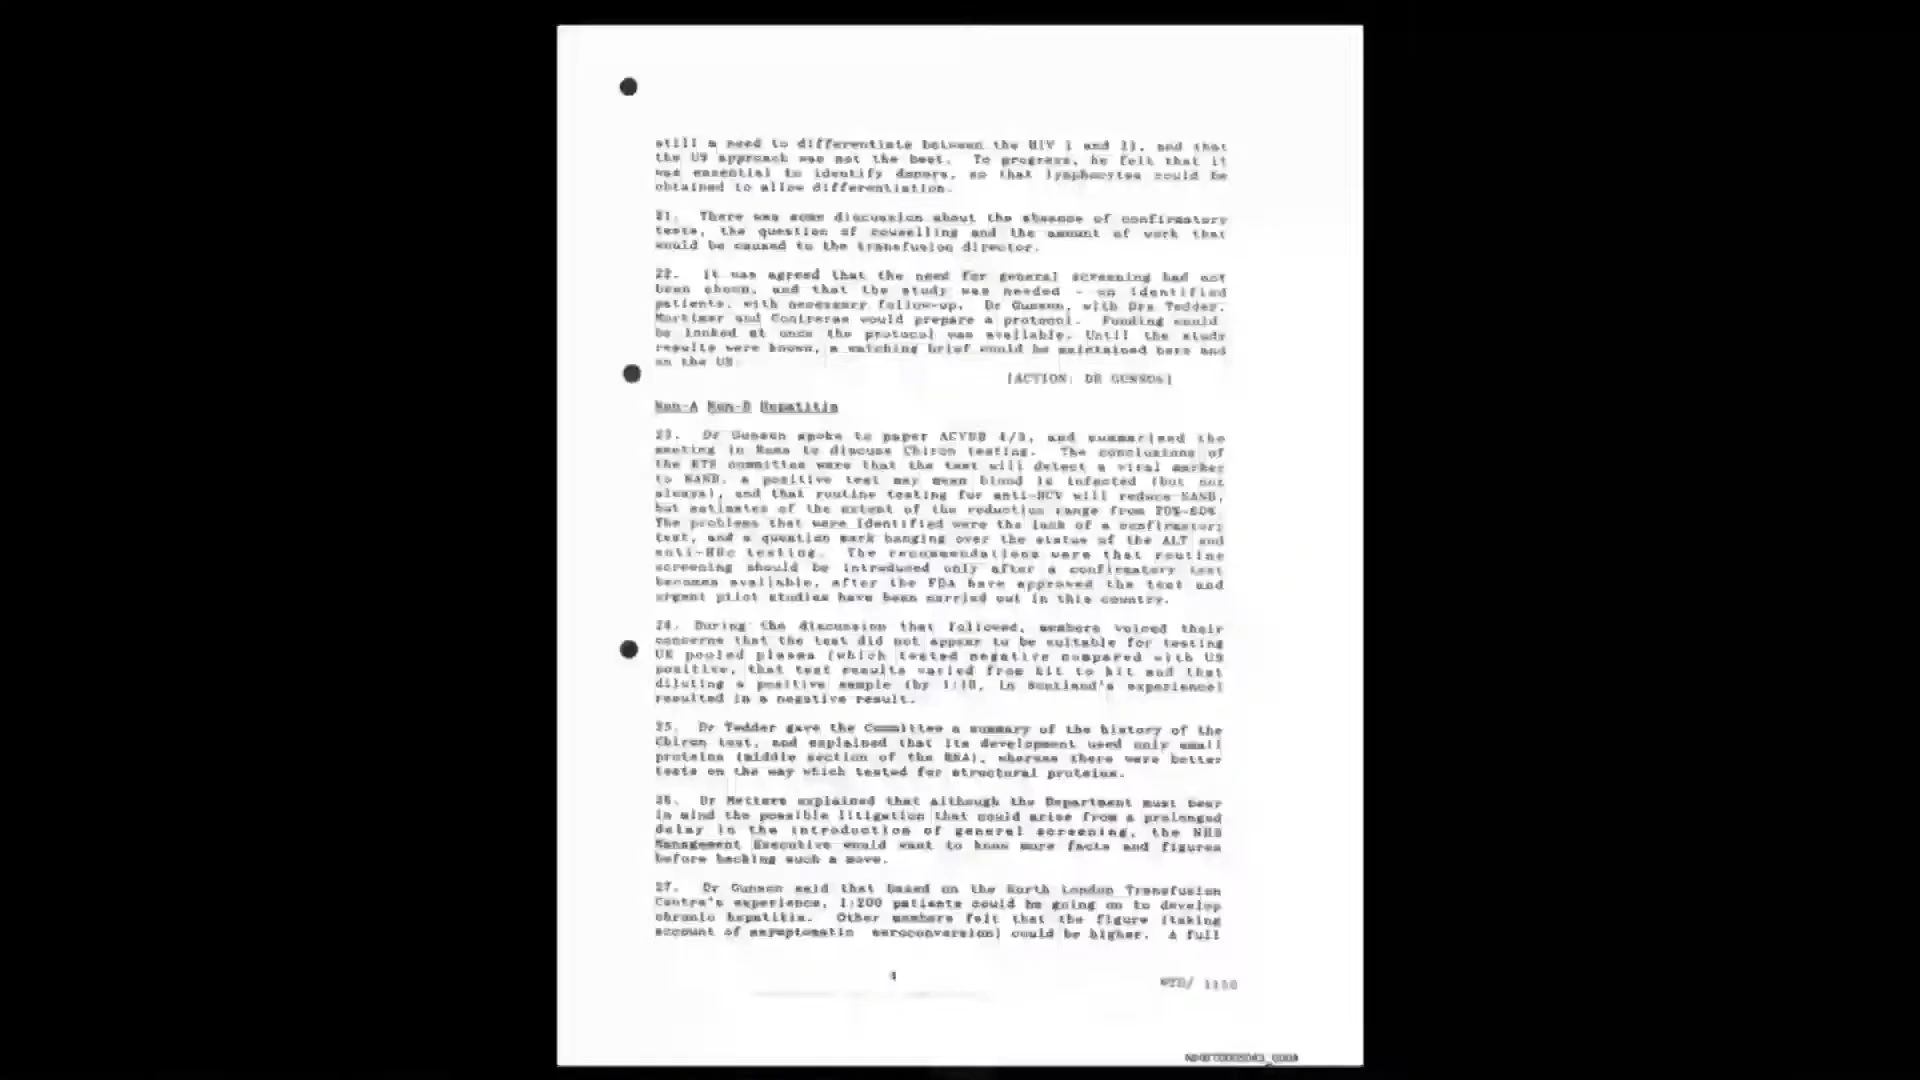 still a need to differentiate between the HIV 1 and II, and that
the US approach was not the best. To progress, he felt that it
was essential to identify donors, so that lymphocytes could be
obtained to allow differentiation.
21. There was some discussion about the absence of confirmatory
tests, the question of counselling and the amount of work that
would be caused to the transfusion director.
22. It was agreed that the need for general screening had not
been shown, and that the study was needed - on identified
patients, with necessary follow-up. Dr Gunson, with Drs Tedder,
Mortimer and Contreras would prepare a protocol. Funding could
be looked at once the protocol was available. Until the study
results were known, a watching brief would be maintained here and
on the US.
[ACTION: DR GUNSON]
Non-A Non-B Hepatitis
23. Dr Gunson spoke to paper ACVSB 4/3, and summarised the
meeting in Rome to discuss Chiron testing. The conclusions of
the committee were that the test will detect a viral marker
to NANB, a positive test may mean blood is infected (but not
always), and that routine testing for anti-HCV will reduce NANB,
but estimates of the extent of the reduction range from
The problems that were identified were the lack of a confirmatory
test, and a question mark hanging over the status of the ALT and
anti-HBc testing. The recommendations were that routine
screening should be introduced only after a confirmatory test
becomes available, after the FDA have approved the test and
urgent pilot studies have been carried out in this country.
24. During the discussion that followed, members voiced their
concerns that the test did not appear to be suitable for testing
UK pooled plasma (which tested negative compared with US
positive, that test results varied from kit to kit and that
diluting a positive sample (by 1:10, in Scotland's experience)
resulted in a negative result.
25. Dr Tedder gave the Committee a summary of the history of the
Chiron test, and explained that its development used only small
proteins (middle section of the RNA), whereas there were better
tests on the way which tested for structural proteins.
26. Dr Metters explained that although the Department must bear
in mind the possible litigation that could arise from a prolonged
delay in the introduction of general screening, the NHS
Management Executive would want to know more facts and figures
before backing such a move.
27. Dr Gunson said that based on the North London Transfusion
Centre's experience, 1:200 patients could be going on to develop
chronic hepatitis. Other members felt that the figure (taking
account of asymptomatic seroconversion) could be higher. A full
4